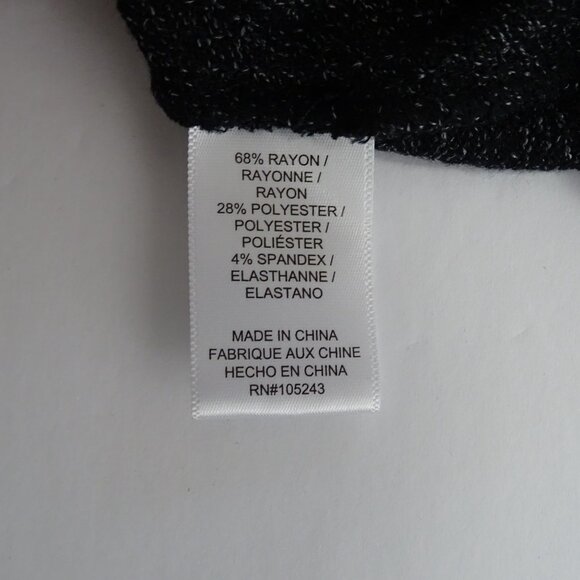 68% RAYON /
RAYONNE /
RAYON
28% POLYESTER /
POLYESTER /
POLIÉSTER
4% SPANDEX /
ELASTHANNE /
ELASTANO
MADE IN CHINA
FABRIQUE AUX CHINE
HECHO EN CHINA
RN#105243